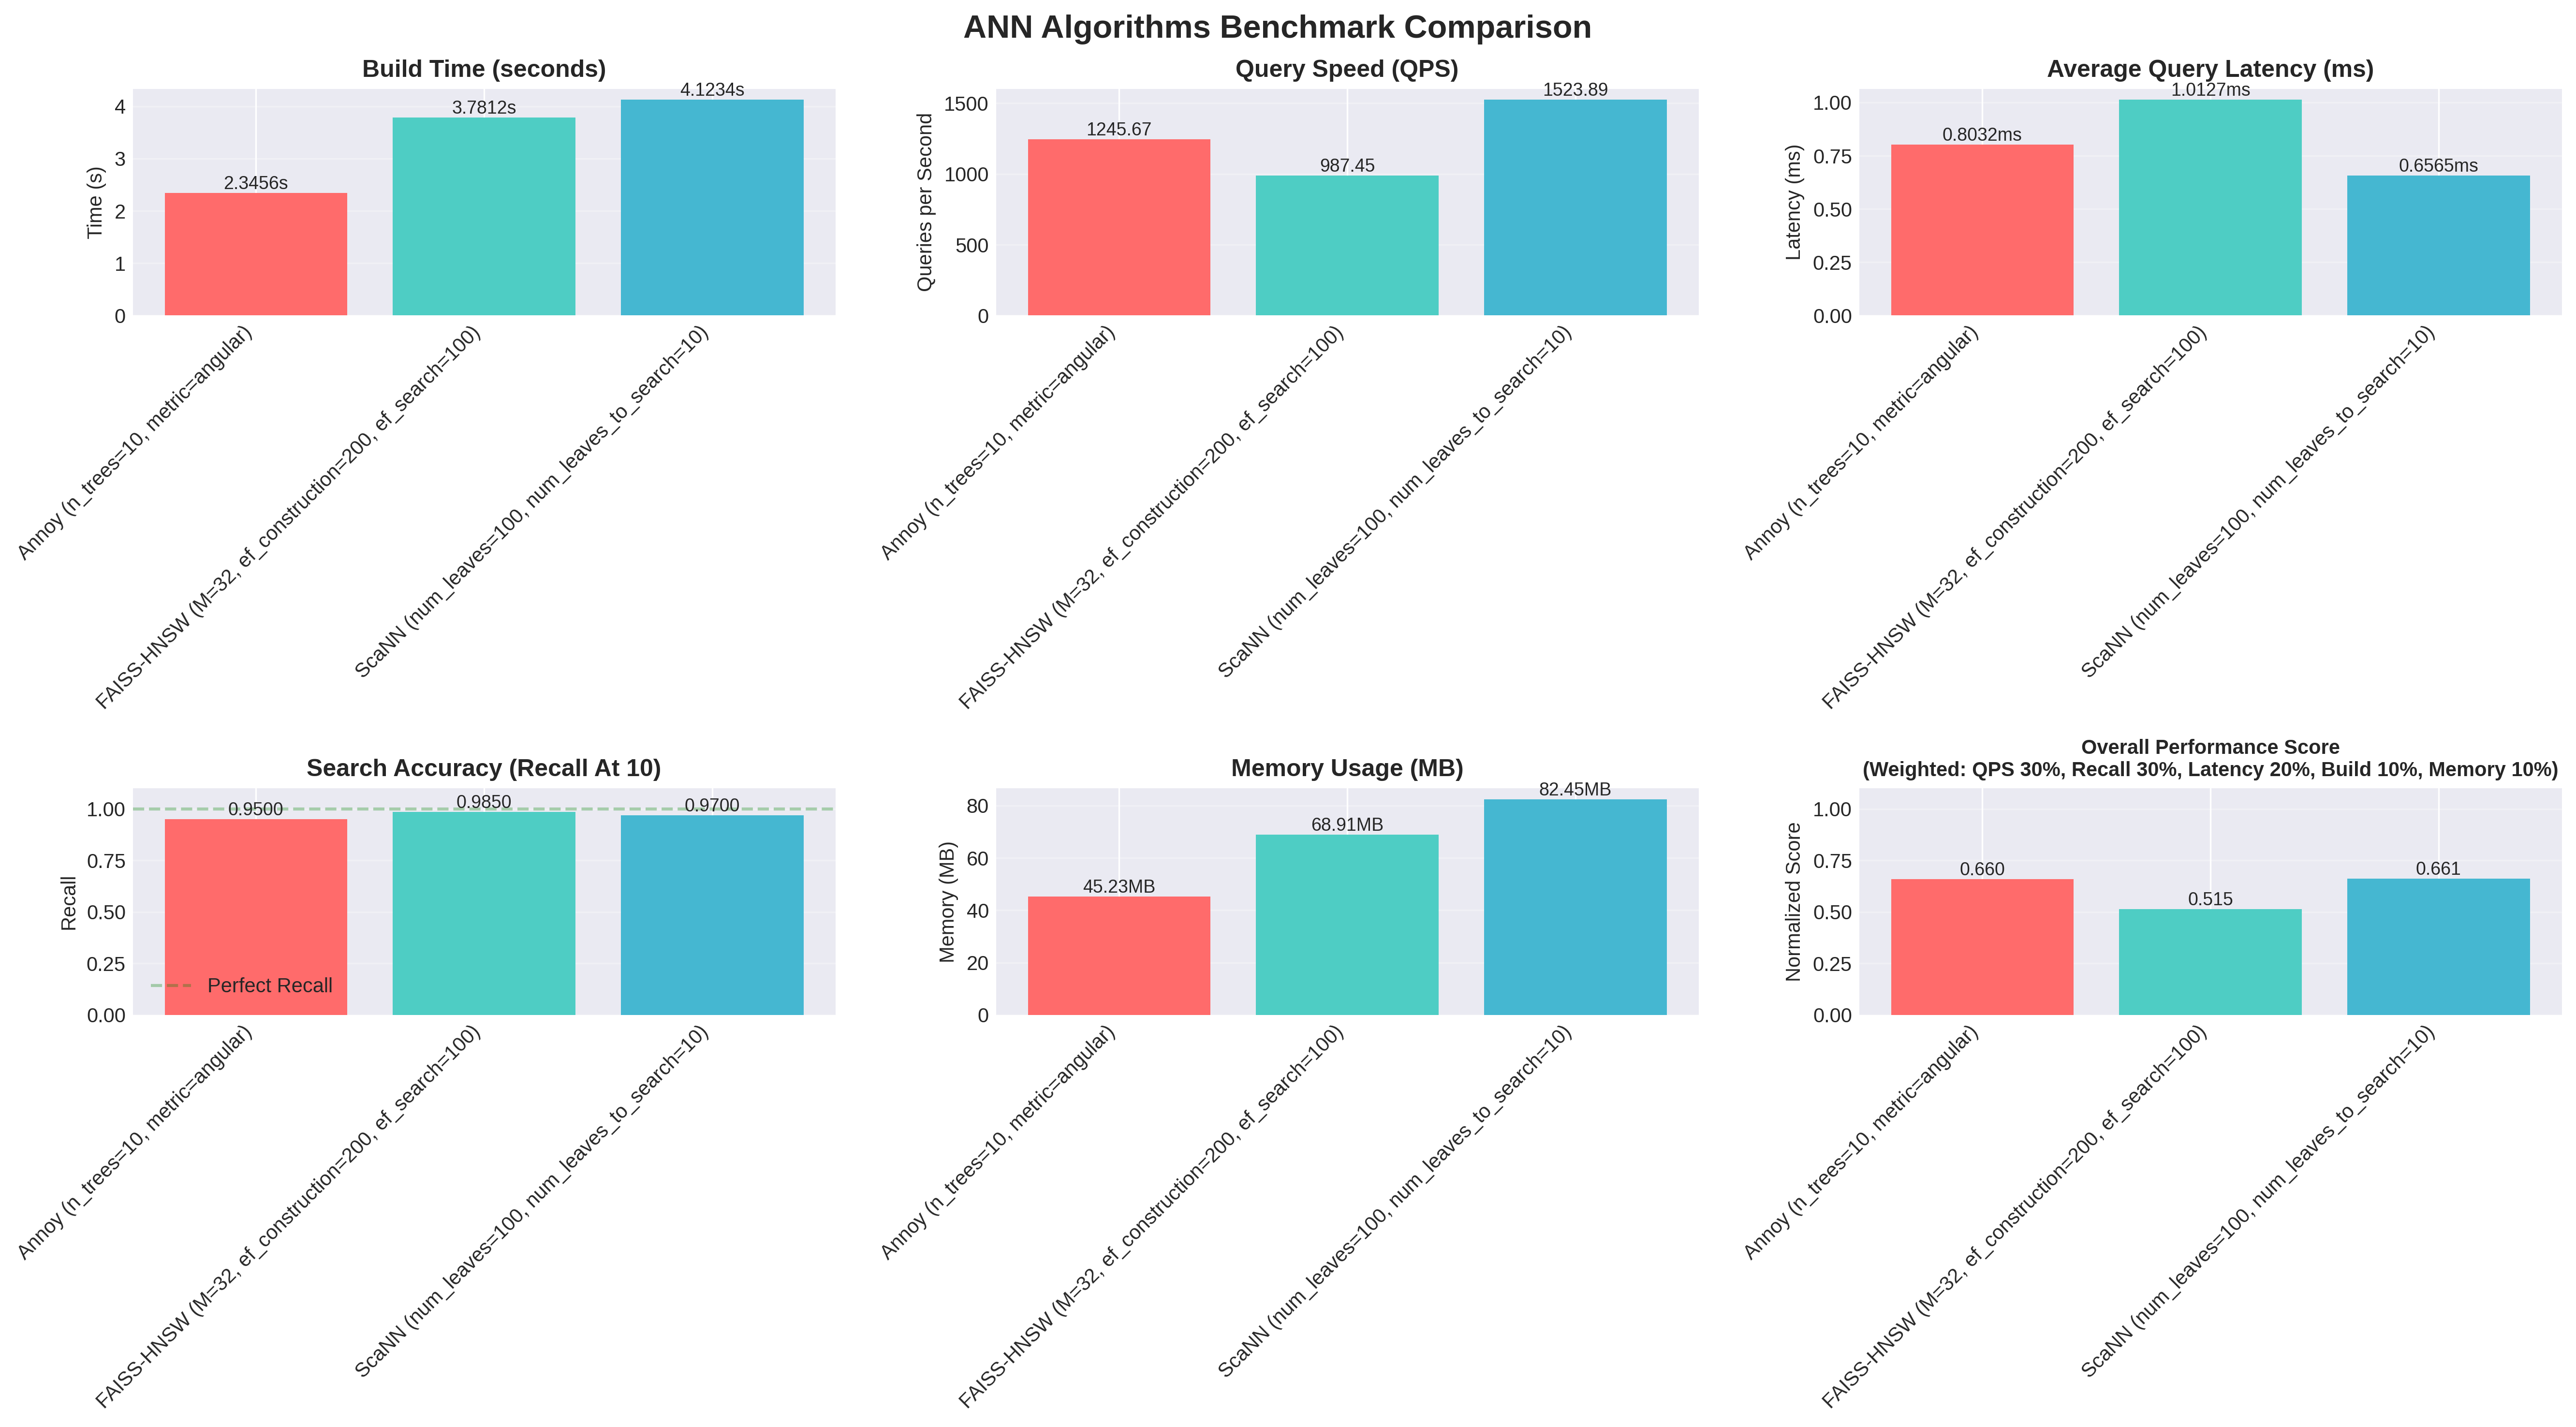 ANN Algorithms Benchmark Comparison
Build Time (seconds)
Time (s)
4
3
2
1
0
2.3456s
3.7812s
4.1234s
Annoy (n_trees=10, metric=angular)
FAISS-HNSW (M=32, ef_construction=200, ef_search=100)
ScaNN (num_leaves=100, num_leaves_to_search=10)
Query Speed (QPS)
Queries per Second
1500
1000
500
0
1245.67
987.45
1523.89
Annoy (n_trees=10, metric=angular)
FAISS-HNSW (M=32, ef_construction=200, ef_search=100)
ScaNN (num_leaves=100, num_leaves_to_search=10)
Average Query Latency (ms)
Latency (ms)
1.00
0.75
0.50
0.25
0.00
0.8032ms
1.0127ms
0.6565ms
Annoy (n_trees=10, metric=angular)
FAISS-HNSW (M=32, ef_construction=200, ef_search=100)
ScaNN (num_leaves=100, num_leaves_to_search=10)
Search Accuracy (Recall At 10)
Recall
1.00
0.75
0.50
0.25
0.00
0.9500
0.9850
0.9700
Perfect Recall
Annoy (n_trees=10, metric=angular)
FAISS-HNSW (M=32, ef_construction=200, ef_search=100)
ScaNN (num_leaves=100, num_leaves_to_search=10)
Memory Usage (MB)
Memory (MB)
80
60
40
20
0
45.23MB
68.91MB
82.45MB
Annoy (n_trees=10, metric=angular)
FAISS-HNSW (M=32, ef_construction=200, ef_search=100)
ScaNN (num_leaves=100, num_leaves_to_search=10)
Overall Performance Score
(Weighted: QPS 30%, Recall 30%, Latency 20%, Build 10%, Memory 10%)
Normalized Score
1.00
0.75
0.50
0.25
0.00
0.660
0.515
0.661
Annoy (n_trees=10, metric=angular)
FAISS-HNSW (M=32, ef_construction=200, ef_search=100)
ScaNN (num_leaves=100, num_leaves_to_search=10)